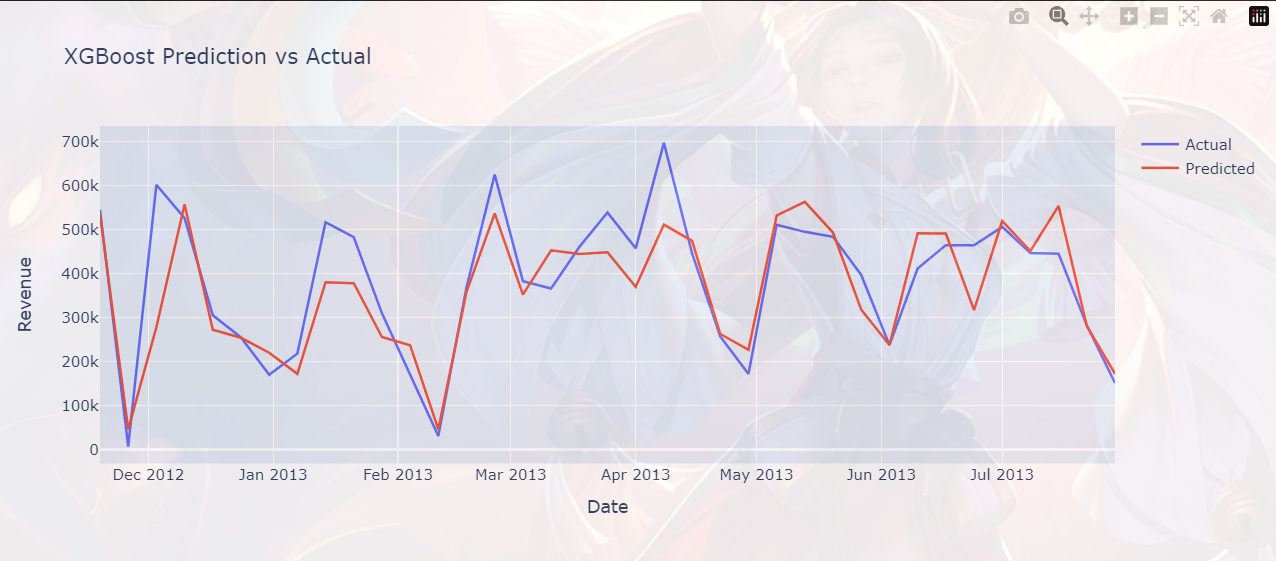 XGBoost Prediction vs Actual
700k
600k
500k
400k
300k
200k
100k
0
Revenue
Dec 2012 Jan 2013 Feb 2013 Mar 2013 Apr 2013 May 2013 Jun 2013 Jul 2013
Date
Actual
Predicted